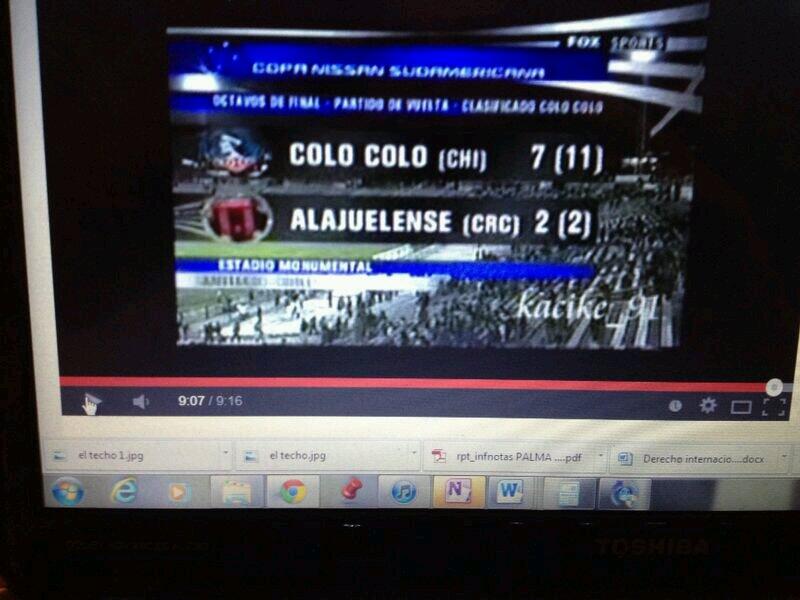 FOX SPORTS
COPA NISSAN SUDAMERICANA
OCTAVOS DE FINAL - PARTIDO DE VUELTA - CLASIFICADO COLO COLO
COLO COLO (CHI) 7 (11)
ALAJUELENSE (CRC) 2 (2)
ESTADIO MONUMENTAL
kacike_91
9:07 / 9:16
el techo 1.jpg
el techo.jpg
rpt_infnotas PALMA ....pdf
Derecho internacio....docx
TOSHIBA